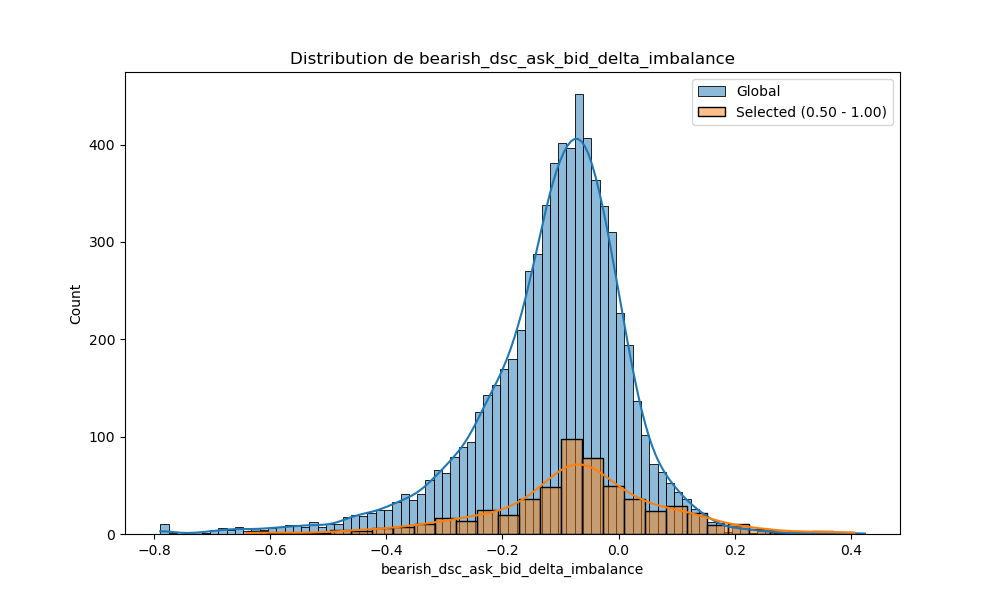 Distribution de bearish_dsc_ask_bid_delta_imbalance
Global
Selected (0.50 - 1.00)
Count
400
300
200
100
0
−0.8
−0.6
−0.4
−0.2
0.0
0.2
0.4
bearish_dsc_ask_bid_delta_imbalance